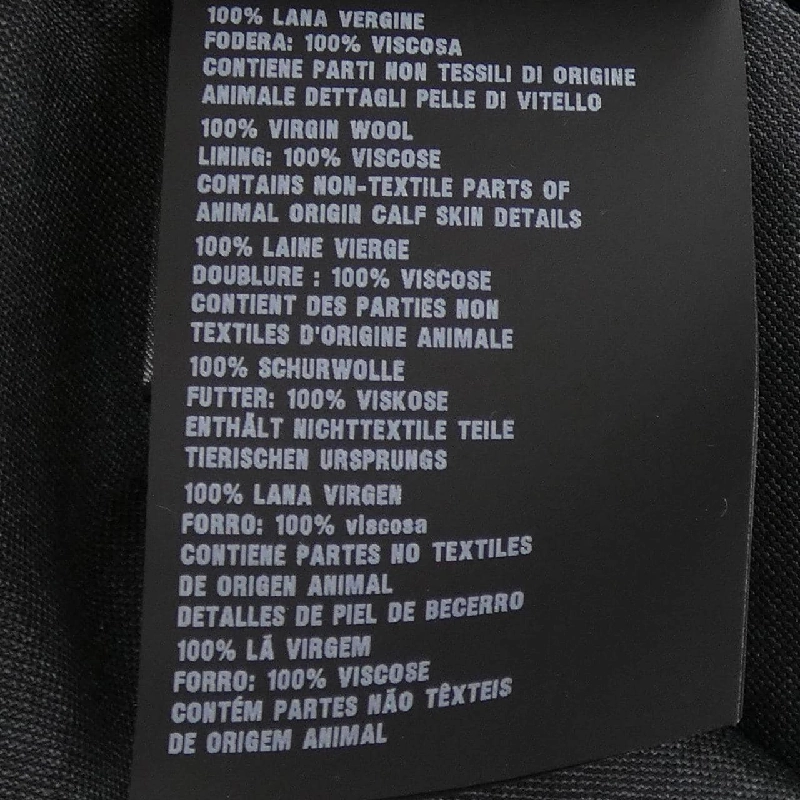 100% LANA VERGINE
FODERA: 100% VISCOSA
CONTIENE PARTI NON TESSILI DI ORIGINE
ANIMALE DETTAGLI PELLE DI VITELLO
100% VIRGIN WOOL
LINING: 100% VISCOSE
CONTAINS NON-TEXTILE PARTS OF
ANIMAL ORIGIN CALF SKIN DETAILS
100% LAINE VIERGE
DOUBLURE : 100% VISCOSE
CONTIENT DES PARTIES NON
TEXTILES D'ORIGINE ANIMALE
100% SCHURWOLLE
FUTTER: 100% VISKOSE
ENTHÄLT NICHTTEXTILE TEILE
TIERISCHEN URSPRUNGS
100% LANA VIRGEN
FORRO: 100% viscosa
CONTIENE PARTES NO TEXTILES
DE ORIGEN ANIMAL
DETALLES DE PIEL DE BECERRO
100% LÃ VIRGEM
FORRO: 100% VISCOSE
CONTÉM PARTES NÃO TÊXTEIS
DE ORIGEM ANIMAL